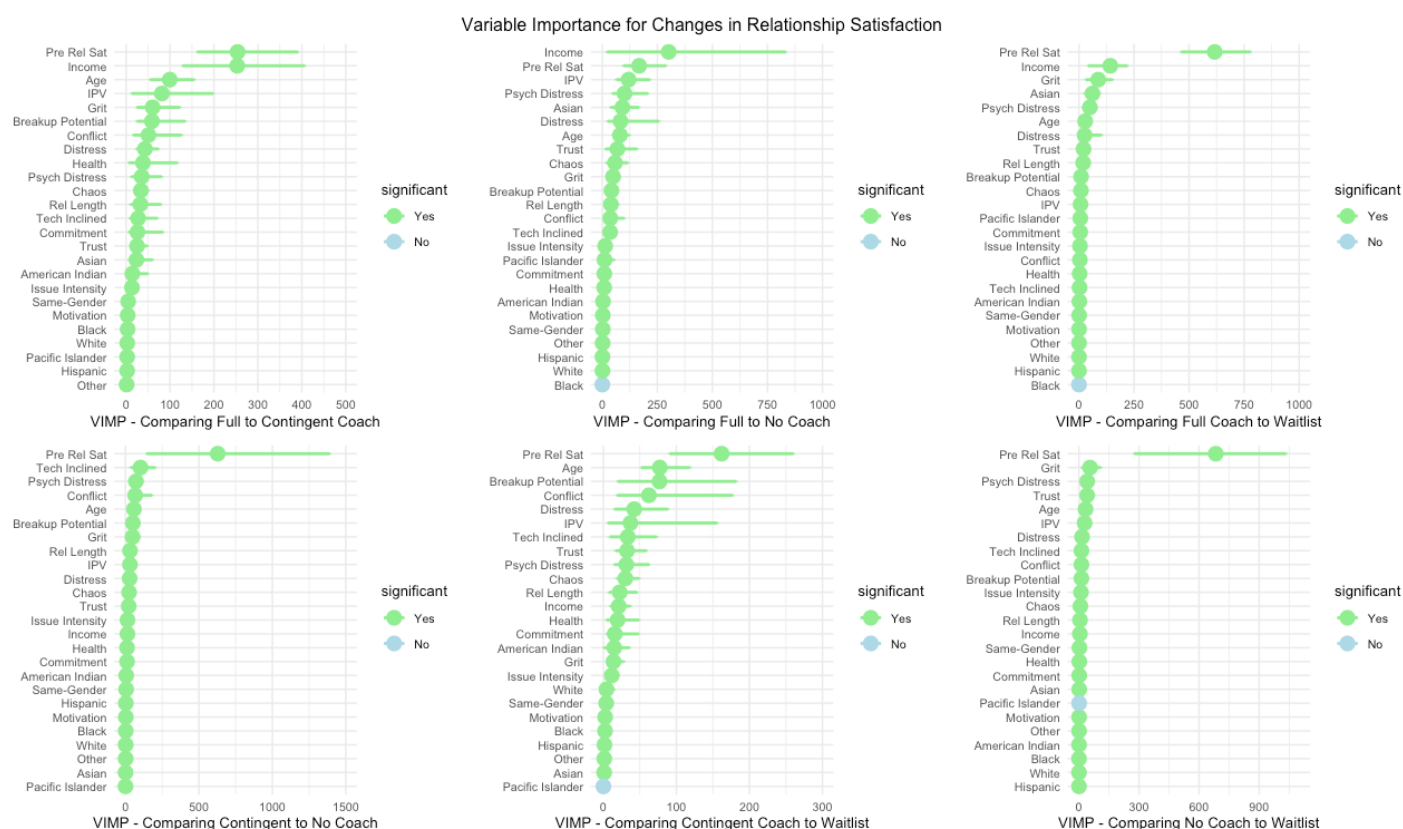 Variable Importance for Changes in Relationship Satisfaction
Pre Rel Sat
Income
Age
IPV
Grit
Breakup Potential
Conflict
Distress
Health
Psych Distress
Chaos
Rel Length
Tech Inclined
Commitment
Trust
Asian
American Indian
Issue Intensity
Same-Gender
Motivation
Black
White
Pacific Islander
Hispanic
Other
0 100 200 300 400 500
VIMP - Comparing Full to Contingent Coach
significant
Yes
No
Income
Pre Rel Sat
IPV
Psych Distress
Asian
Distress
Age
Trust
Chaos
Grit
Breakup Potential
Rel Length
Conflict
Tech Inclined
Issue Intensity
Pacific Islander
Commitment
Health
American Indian
Motivation
Same-Gender
Other
Hispanic
White
Black
0 250 500 750 1000
VIMP - Comparing Full to No Coach
significant
Yes
No
Pre Rel Sat
Income
Grit
Asian
Psych Distress
Age
Distress
Trust
Rel Length
Breakup Potential
Chaos
IPV
Pacific Islander
Commitment
Issue Intensity
Conflict
Health
Tech Inclined
American Indian
Same-Gender
Motivation
Other
White
Hispanic
Black
0 250 500 750 1000
VIMP - Comparing Full Coach to Waitlist
significant
Yes
No
Pre Rel Sat
Tech Inclined
Psych Distress
Conflict
Age
Breakup Potential
Grit
Rel Length
IPV
Distress
Chaos
Trust
Issue Intensity
Income
Health
Commitment
American Indian
Same-Gender
Hispanic
Motivation
Black
White
Other
Asian
Pacific Islander
0 500 1000 1500
VIMP - Comparing Contingent to No Coach
significant
Yes
No
Pre Rel Sat
Age
Breakup Potential
Conflict
Distress
IPV
Tech Inclined
Trust
Psych Distress
Chaos
Rel Length
Income
Health
Commitment
American Indian
Grit
Issue Intensity
White
Same-Gender
Motivation
Black
Hispanic
Other
Asian
Pacific Islander
0 100 200 300
VIMP - Comparing Contingent Coach to Waitlist
significant
Yes
No
Pre Rel Sat
Grit
Psych Distress
Trust
Age
IPV
Distress
Tech Inclined
Conflict
Breakup Potential
Issue Intensity
Chaos
Rel Length
Income
Same-Gender
Health
Commitment
Asian
Pacific Islander
Motivation
Other
American Indian
Black
White
Hispanic
0 300 600 900
VIMP - Comparing No Coach to Waitlist
significant
Yes
No